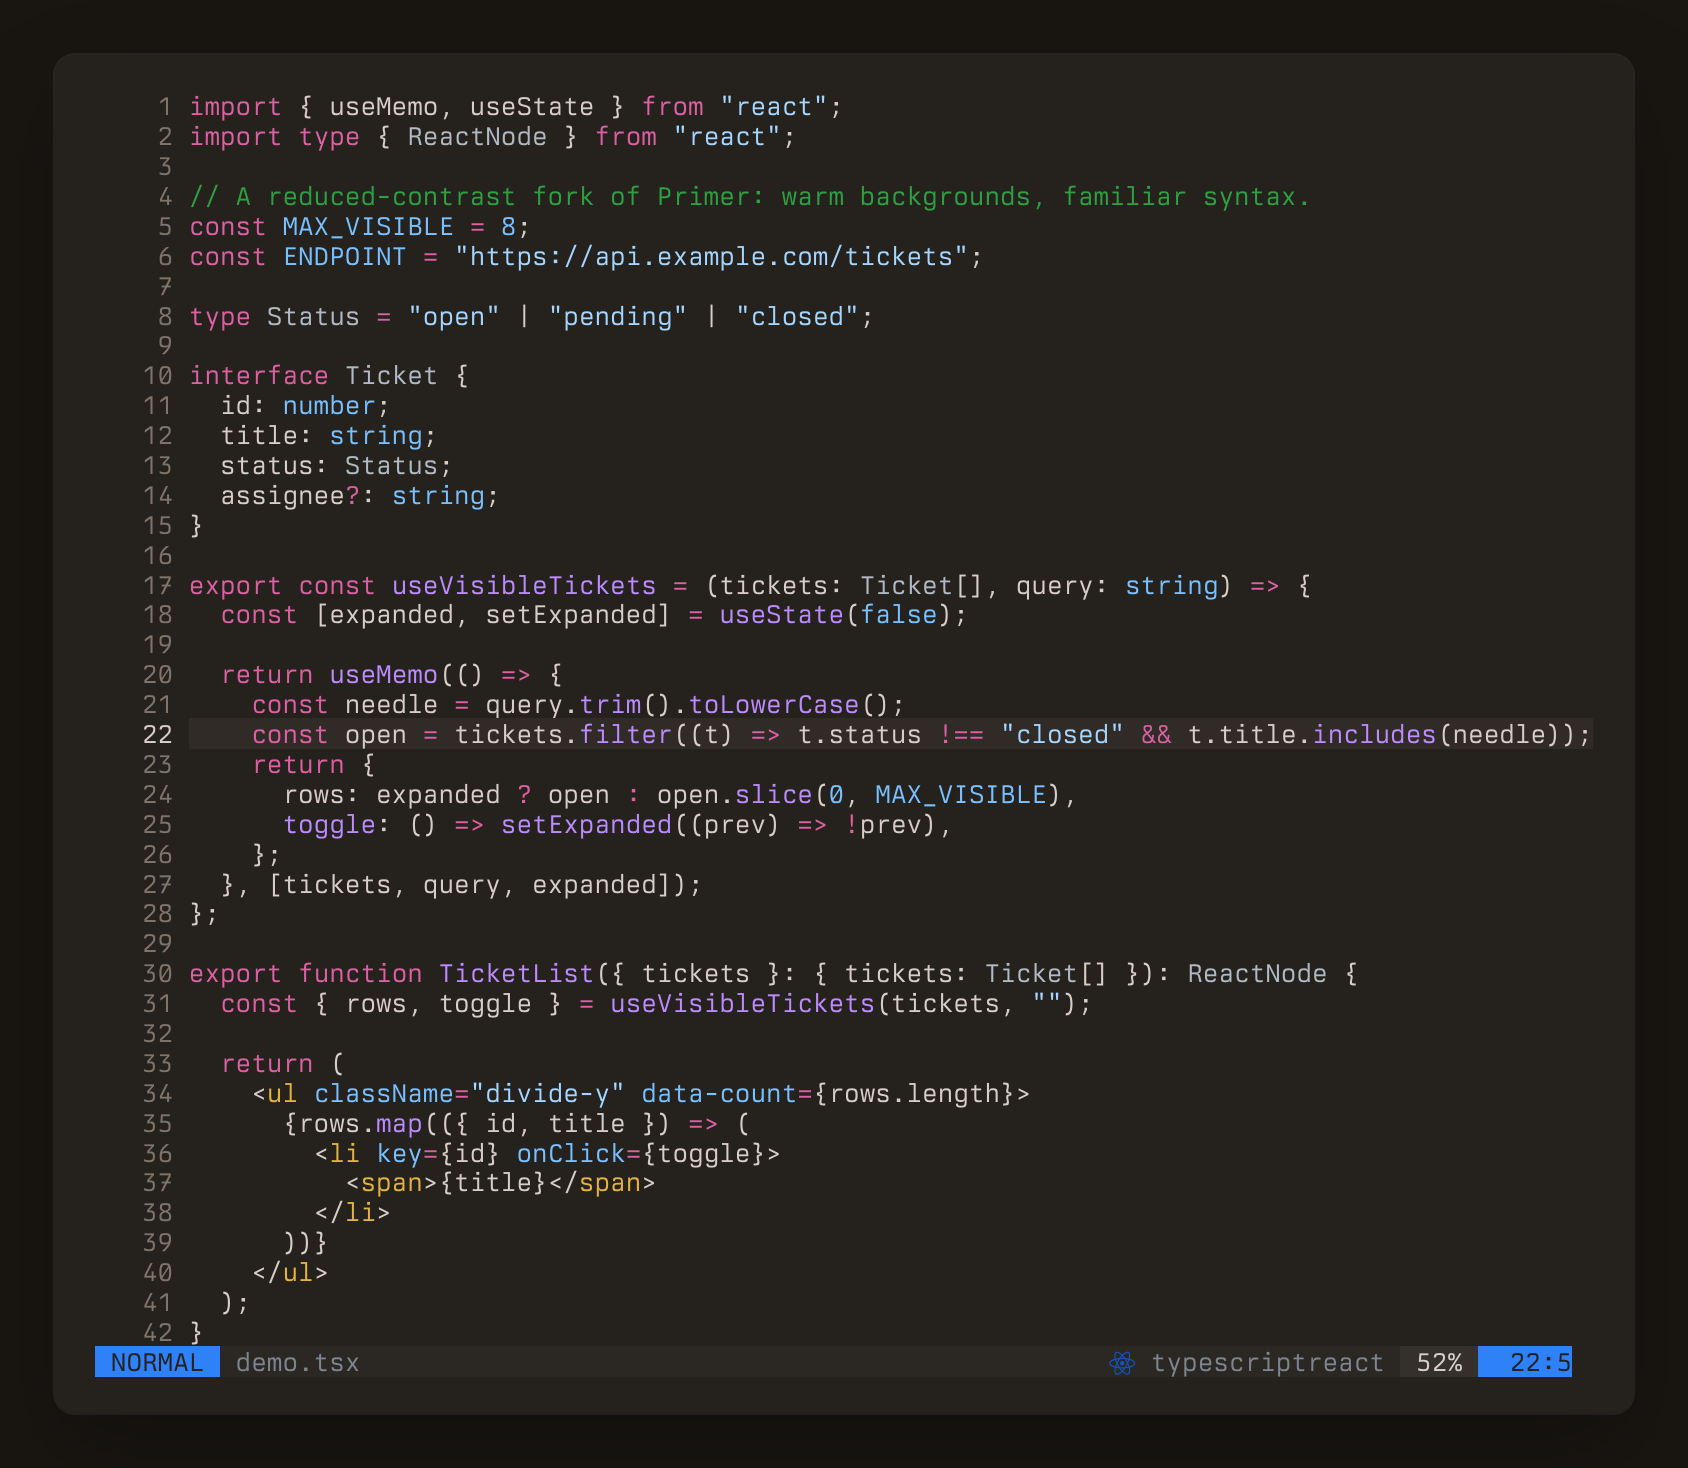 1 import { useMemo, useState } from "react";
2 import type { ReactNode } from "react";
3
4 // A reduced-contrast fork of Primer: warm backgrounds, familiar syntax.
5 const MAX_VISIBLE = 8;
6 const ENDPOINT = "https://api.example.com/tickets";
7
8 type Status = "open" | "pending" | "closed";
9
10 interface Ticket {
11   id: number;
12   title: string;
13   status: Status;
14   assignee?: string;
15 }
16
17 export const useVisibleTickets = (tickets: Ticket[], query: string) => {
18   const [expanded, setExpanded] = useState(false);
19
20   return useMemo(() => {
21     const needle = query.trim().toLowerCase();
22     const open = tickets.filter((t) => t.status !== "closed" && t.title.includes(needle));
23     return {
24       rows: expanded ? open : open.slice(0, MAX_VISIBLE),
25       toggle: () => setExpanded((prev) => !prev),
26     };
27   }, [tickets, query, expanded]);
28 };
29
30 export function TicketList({ tickets }: { tickets: Ticket[] }): ReactNode {
31   const { rows, toggle } = useVisibleTickets(tickets, "");
32
33   return (
34     <ul className="divide-y" data-count={rows.length}>
35       {rows.map(({ id, title }) => (
36         <li key={id} onClick={toggle}>
37           <span>{title}</span>
38         </li>
39       ))}
40     </ul>
41   );
42 }
NORMAL demo.tsx typescriptreact 52% 22:5